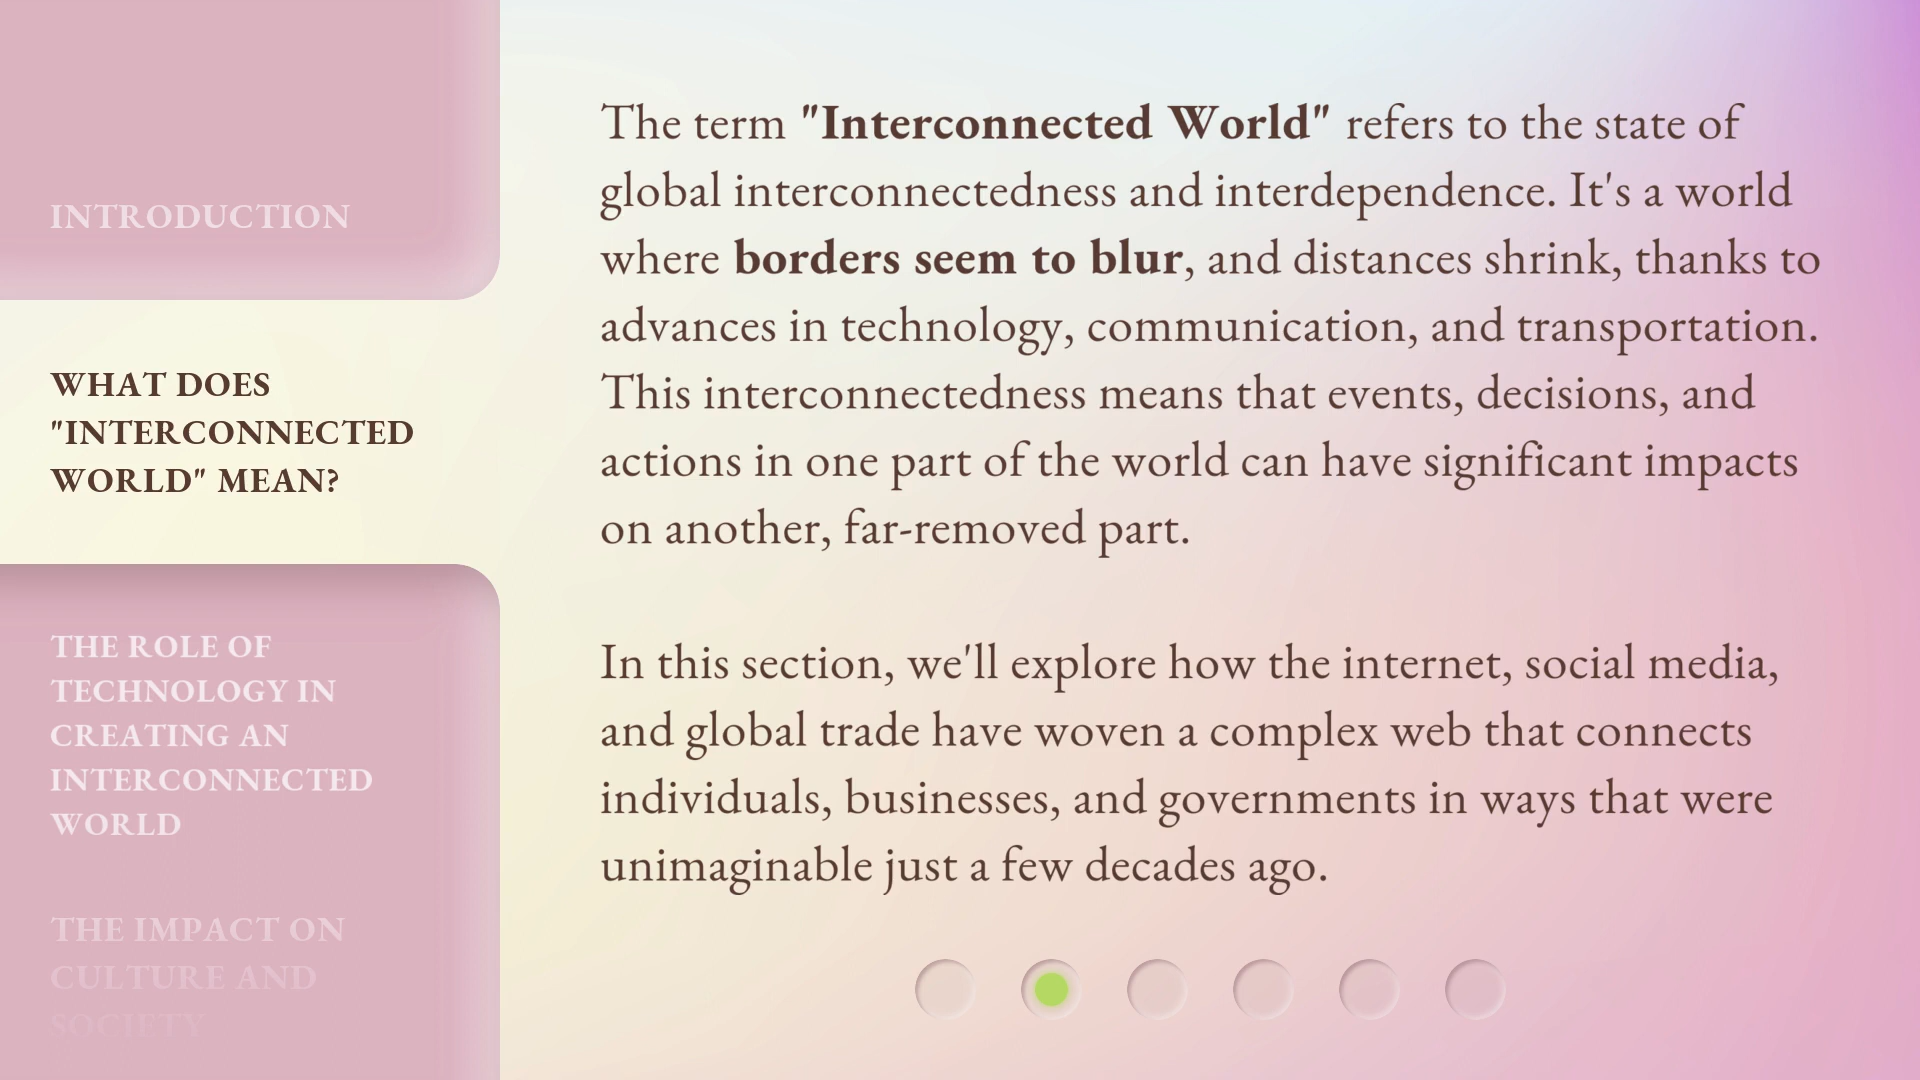 INTRODUCTION
WHAT DOES
"INTERCONNECTED
WORLD" MEAN?
THE ROLE OF
TECHNOLOGY IN
CREATING AN
INTERCONNECTED
WORLD
THE IMPACT ON
CULTURE AND
SOCIETY
The term "Interconnected World" refers to the state of
global interconnectedness and interdependence. It's a world
where borders seem to blur, and distances shrink, thanks to
advances in technology, communication, and transportation.
This interconnectedness means that events, decisions, and
actions in one part of the world can have significant impacts
on another, far-removed part.
In this section, we'll explore how the internet, social media,
and global trade have woven a complex web that connects
individuals, businesses, and governments in ways that were
unimaginable just a few decades ago.